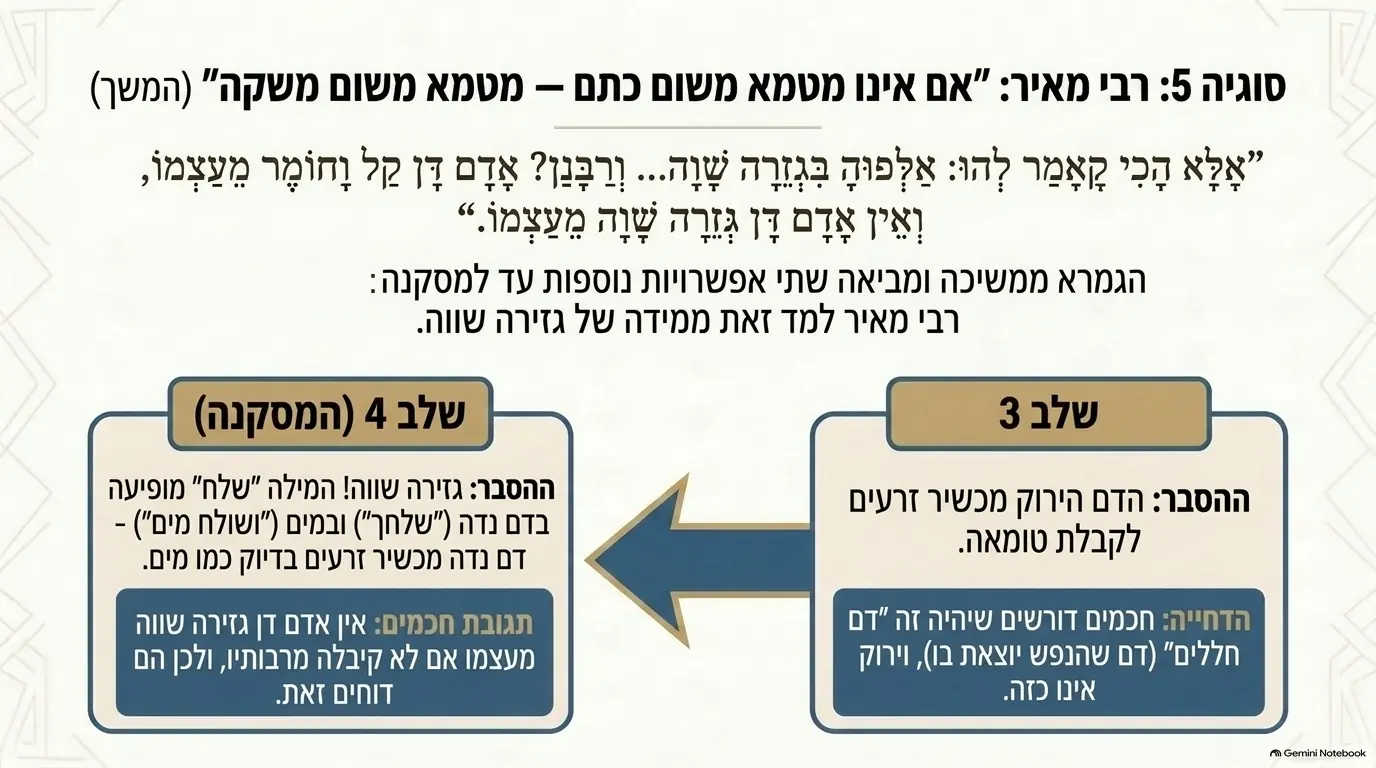 סוגיה 5: רבי מאיר: "אם אינו מטמא משום כתם – מטמא משום משקה" (המשך)
"אֶלָּא הָכִי קָאָמַר לְהוּ: אַלְּפוּהָ בִּגְזֵרָה שָׁוָה... וְרַבָּנַן? אָדָם דָּן קַל וָחוֹמֶר מֵעַצְמוֹ,
וְאֵין אָדָם דָּן גְּזֵרָה שָׁוָה מֵעַצְמוֹ."
הגמרא ממשיכה ומביאה שתי אפשרויות נוספות עד למסקנה:
רבי מאיר למד זאת ממידה של גזירה שווה.
שלב 3
ההסבר: הדם הירוק מכשיר זרעים
לקבלת טומאה.
הדחייה: חכמים דורשים שיהיה זה "דם
חללים" (דם שהנפש יוצאת בו), וירוק
אינו כזה.
שלב 4 (המסקנה)
ההסבר: גזירה שווה! המילה "שלח" מופיעה
בדם נדה ("שלחך") ובמים ("ושולח מים") –
דם נדה מכשיר זרעים בדיוק כמו מים.
תגובת חכמים: אין אדם דן גזירה שווה
מעצמו אם לא קיבלה מרבותיו, ולכן הם
דוחים זאת.
Gemini Notebook